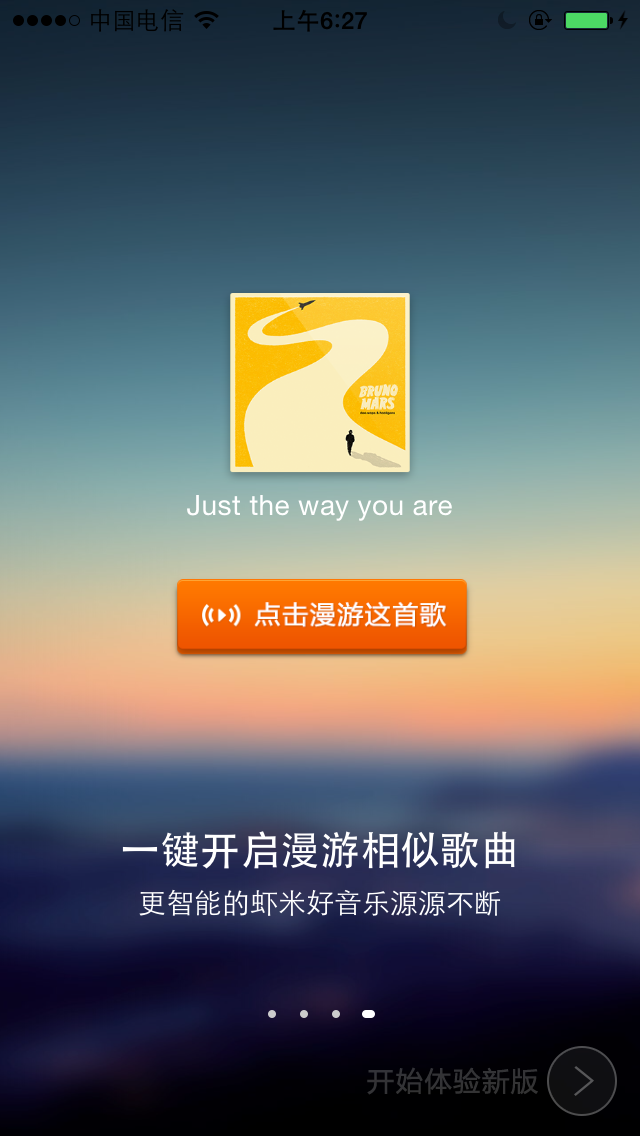 中国电信 上午6:27
BRUNO
MARS
doo-wops & hooligans
Just the way you are
点击漫游这首歌
一键开启漫游相似歌曲
更智能的虾米好音乐源源不断
开始体验新版